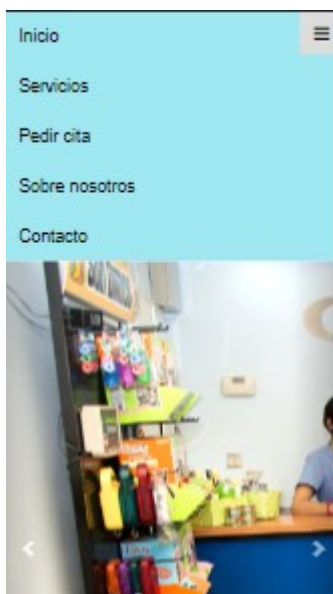 Inicio
Servicios
Pedir cita
Sobre nosotros
Contacto